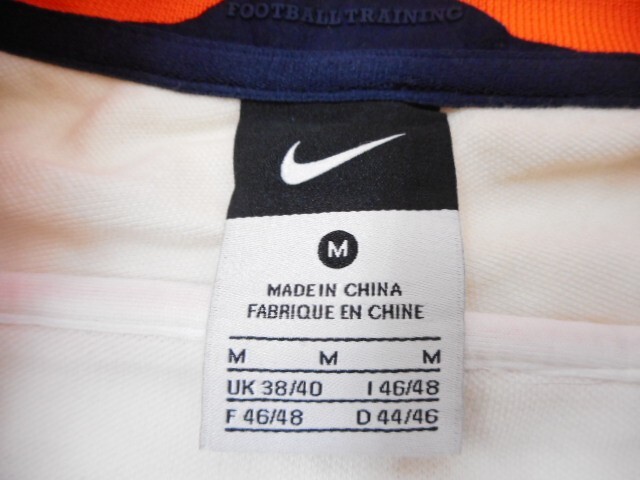 FOOTBALL TRAINING
M
MADE IN CHINA
FABRIQUE EN CHINE
M M M
UK 38/40 I 46/48
F 46/48 D 44/46